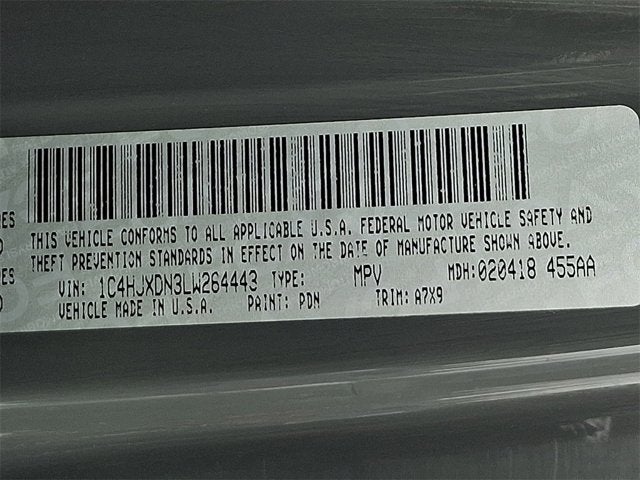 THIS VEHICLE CONFORMS TO ALL APPLICABLE U.S.A. FEDERAL MOTOR VEHICLE SAFETY AND
THEFT PREVENTION STANDARDS IN EFFECT ON THE DATE OF MANUFACTURE SHOWN ABOVE.
VIN: 1C4HJXDN3LW264443 TYPE: MPV MDH:020418 455AA
VEHICLE MADE IN U.S.A. PAINT: PDN TRIM: A7X9